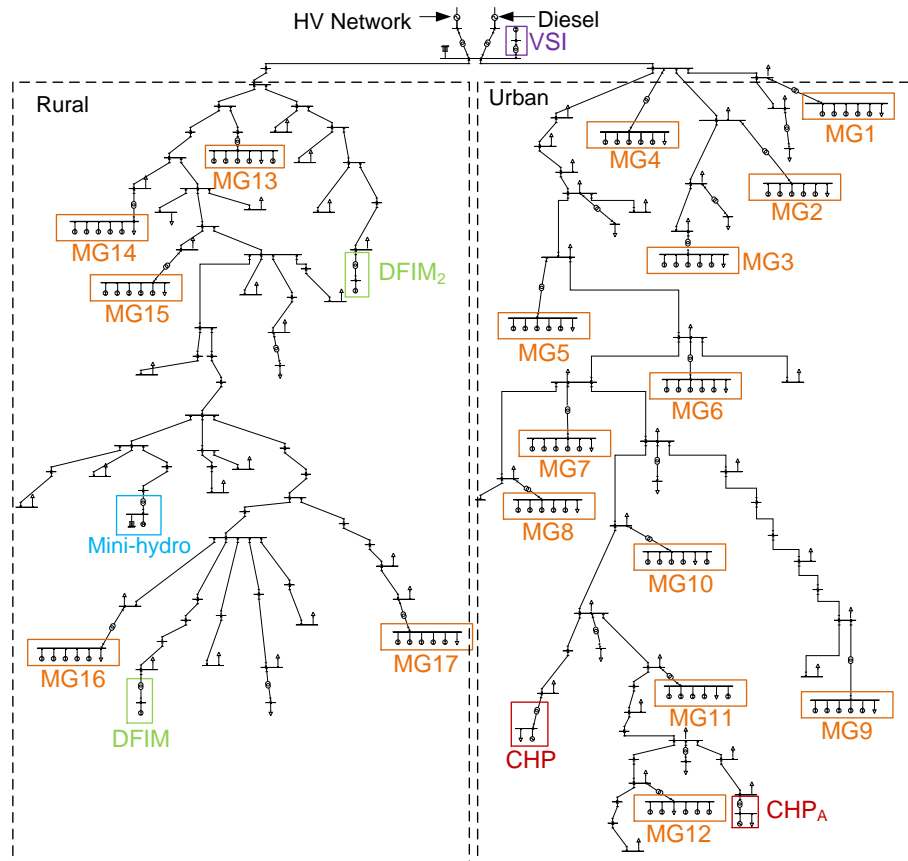 HV Network
Diesel
VSI
Rural
Urban
MG1
MG4
MG13
MG2
MG14
MG3
DFIM2
MG15
MG5
MG6
MG7
MG8
Mini-hydro
MG10
MG17
MG16
MG11
MG9
DFIM
CHP
CHPA
MG12